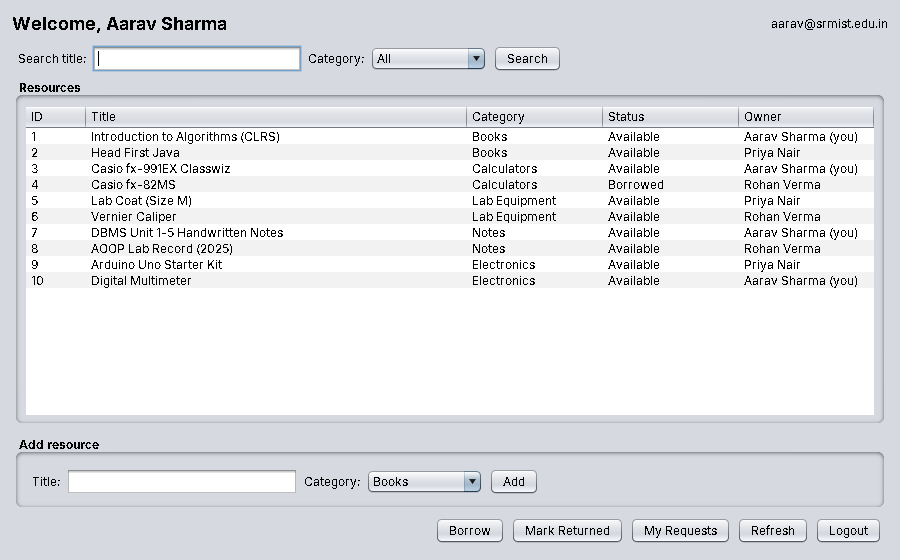 Welcome, Aarav Sharma aarav@srmist.edu.in
Search title: Category: All Search
Resources
ID Title Category Status Owner
1 Introduction to Algorithms (CLRS) Books Available Aarav Sharma (you)
2 Head First Java Books Available Priya Nair
3 Casio fx-991EX Classwiz Calculators Available Aarav Sharma (you)
4 Casio fx-82MS Calculators Borrowed Rohan Verma
5 Lab Coat (Size M) Lab Equipment Available Priya Nair
6 Vernier Caliper Lab Equipment Available Rohan Verma
7 DBMS Unit 1-5 Handwritten Notes Notes Available Aarav Sharma (you)
8 AOOP Lab Record (2025) Notes Available Rohan Verma
9 Arduino Uno Starter Kit Electronics Available Priya Nair
10 Digital Multimeter Electronics Available Aarav Sharma (you)
Add resource
Title: Category: Books Add
Borrow Mark Returned My Requests Refresh Logout